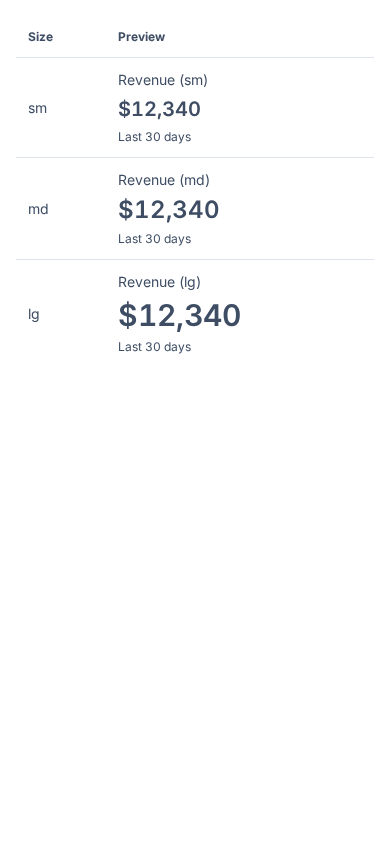 Size Preview
Revenue (sm)
sm $12,340
Last 30 days
Revenue (md)
md $12,340
Last 30 days
Revenue (lg)
lg $12,340
Last 30 days